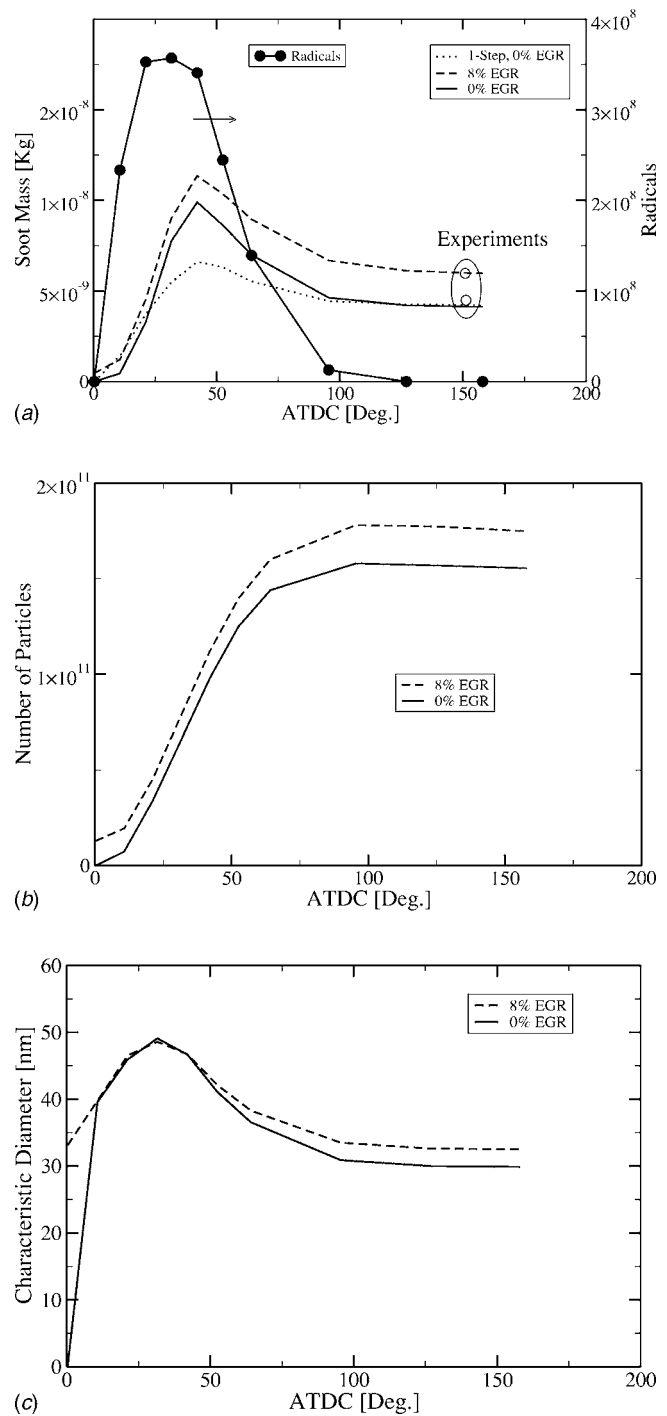 4×10⁸
Radicals
1-Step, 0% EGR
8% EGR
0% EGR
2×10⁻⁸
3×10⁸
Soot Mass [Kg]
1×10⁻⁸
2×10⁸
Radicals
Experiments
5×10⁻⁹
1×10⁸
0
0
0 50 100 150 200
(a)
ATDC [Deg.]
2×10¹¹
Number of Particles
1×10¹¹
8% EGR
0% EGR
0
0 50 100 150 200
(b)
ATDC [Deg.]
60
8% EGR
0% EGR
50
40
Characteristic Diameter [nm]
30
20
10
0
0 50 100 150 200
(c)
ATDC [Deg.]